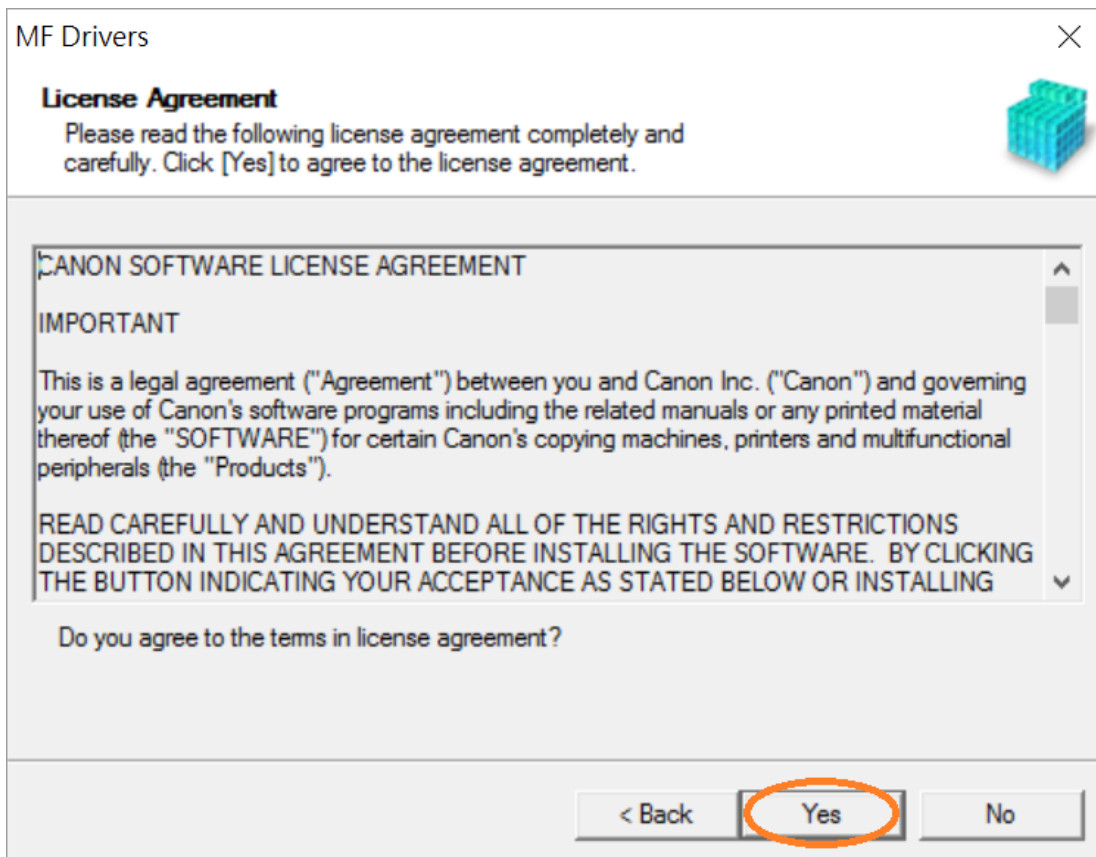 MF Drivers
License Agreement
Please read the following license agreement completely and
carefully. Click [Yes] to agree to the license agreement.
CANON SOFTWARE LICENSE AGREEMENT
IMPORTANT
This is a legal agreement ("Agreement") between you and Canon Inc. ("Canon") and governing
your use of Canon's software programs including the related manuals or any printed material
thereof (the "SOFTWARE") for certain Canon's copying machines, printers and multifunctional
peripherals (the "Products").
READ CAREFULLY AND UNDERSTAND ALL OF THE RIGHTS AND RESTRICTIONS
DESCRIBED IN THIS AGREEMENT BEFORE INSTALLING THE SOFTWARE.  BY CLICKING
THE BUTTON INDICATING YOUR ACCEPTANCE AS STATED BELOW OR INSTALLING
Do you agree to the terms in license agreement?
< Back Yes No